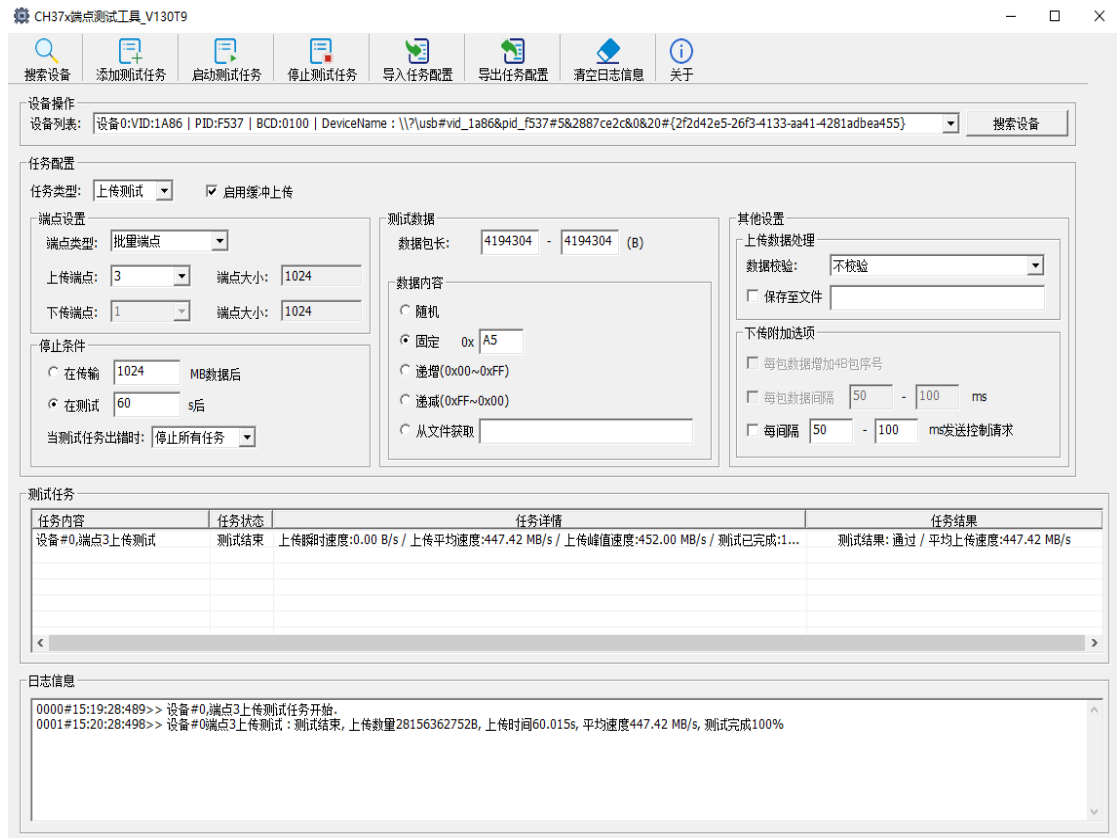 CH37x端点测试工具_V130T9
搜索设备 添加测试任务 启动测试任务 停止测试任务 导入任务配置 导出任务配置 清空日志信息 关于
设备操作
设备列表: 设备0:VID:1A86 | PID:F537 | BCD:0100 | DeviceName : \\?\usb#vid_1a86&pid_f537#5&2887ce2c&0&20#{2f2d42e5-26f3-4133-aa41-4281adbea455} 搜索设备
任务配置
任务类型: 上传测试 启用缓冲上传
端点设置
端点类型: 批量端点
上传端点: 3 端点大小: 1024
下传端点: 1 端点大小: 1024
停止条件
在传输 1024 MB数据后
在测试 60 s后
当测试任务出错时: 停止所有任务
测试数据
数据包长: 4194304 - 4194304 (B)
数据内容
随机
固定 0x A5
递增(0x00~0xFF)
递减(0xFF~0x00)
从文件获取
其他设置
上传数据处理
数据校验: 不校验
保存至文件
下传附加选项
每包数据增加4B包序号
每包数据间隔 50 - 100 ms
每间隔 50 - 100 ms发送控制请求
测试任务
任务内容 任务状态 任务详情 任务结果
设备#0,端点3上传测试 测试结束 上传瞬时速度:0.00 B/s / 上传平均速度:447.42 MB/s / 上传峰值速度:452.00 MB/s / 测试已完成:1... 测试结果: 通过 / 平均上传速度:447.42 MB/s
日志信息
0000#15:19:28:489>> 设备#0,端点3上传测试任务开始.
0001#15:20:28:498>> 设备#0端点3上传测试 : 测试结束, 上传数量28156362752B, 上传时间60.015s, 平均速度447.42 MB/s, 测试完成100%